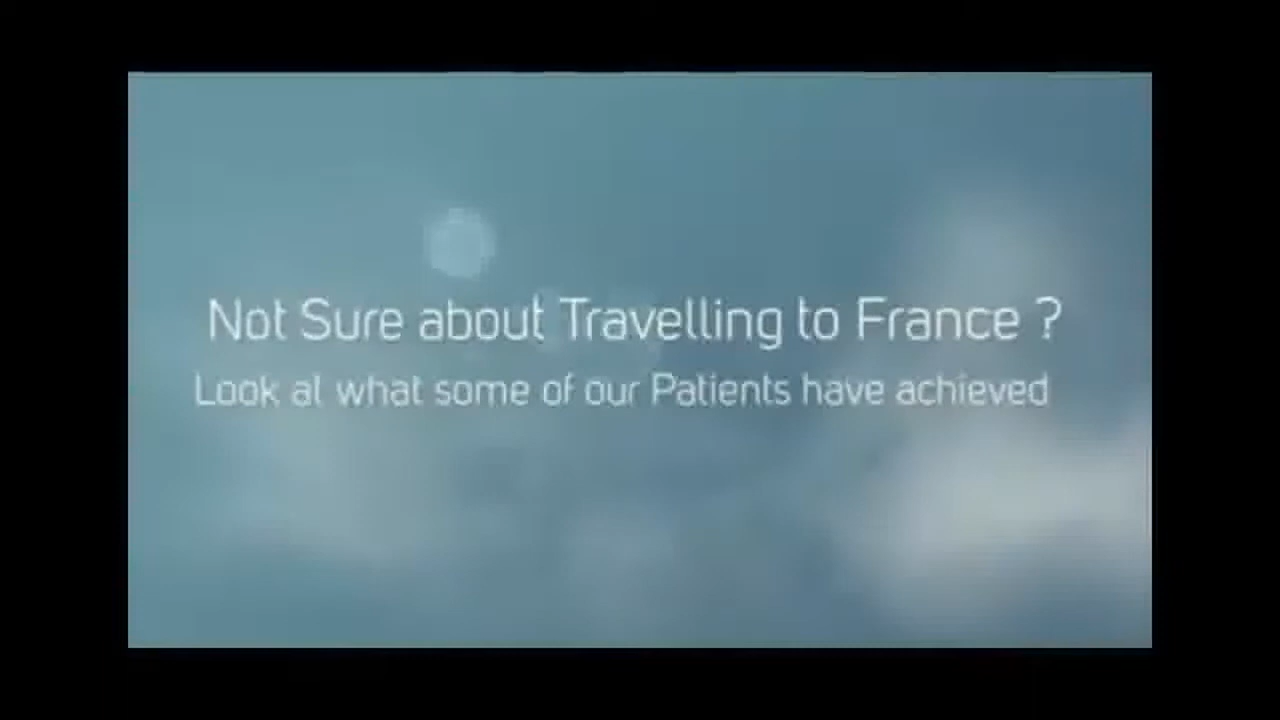 Not Sure about Travelling to France ?
Look at what some of our Patients have achieved